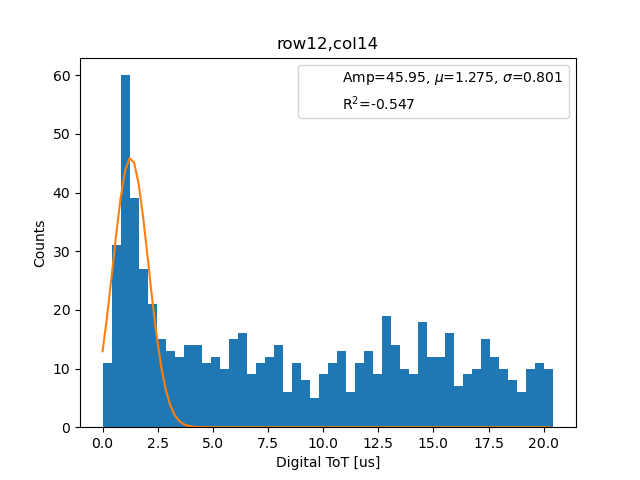 row12,col14
Amp=45.95, μ=1.275, σ=0.801
R²=-0.547
60
50
40
30
20
10
0
Counts
0.0 2.5 5.0 7.5 10.0 12.5 15.0 17.5 20.0
Digital ToT [us]